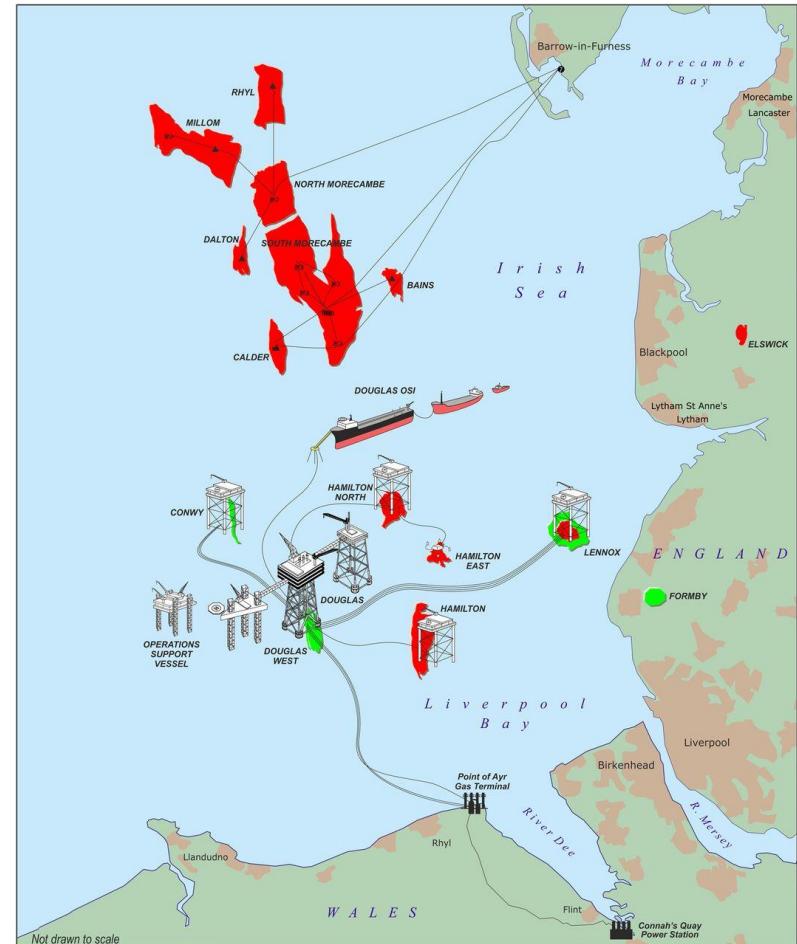 Barrow-in-Furness
Morecambe
Bay
Morecambe
Lancaster
RHYL
MILLOM
NORTH MORECAMBE
DALTON
SOUTH MORECAMBE
BAINS
Irish
Sea
CALDER
ELSWICK
Blackpool
Lytham St Anne's
Lytham
DOUGLAS OSI
CONWY
HAMILTON
NORTH
HAMILTON
EAST
LENNOX
ENGLAND
FORMBY
DOUGLAS
HAMILTON
OPERATIONS
SUPPORT
VESSEL
DOUGLAS
WEST
Liverpool
Bay
Liverpool
Birkenhead
R. Mersey
Point of Ayr
Gas Terminal
River Dee
Rhyl
Llandudno
Flint
WALES
Connah's Quay
Power Station
Not drawn to scale